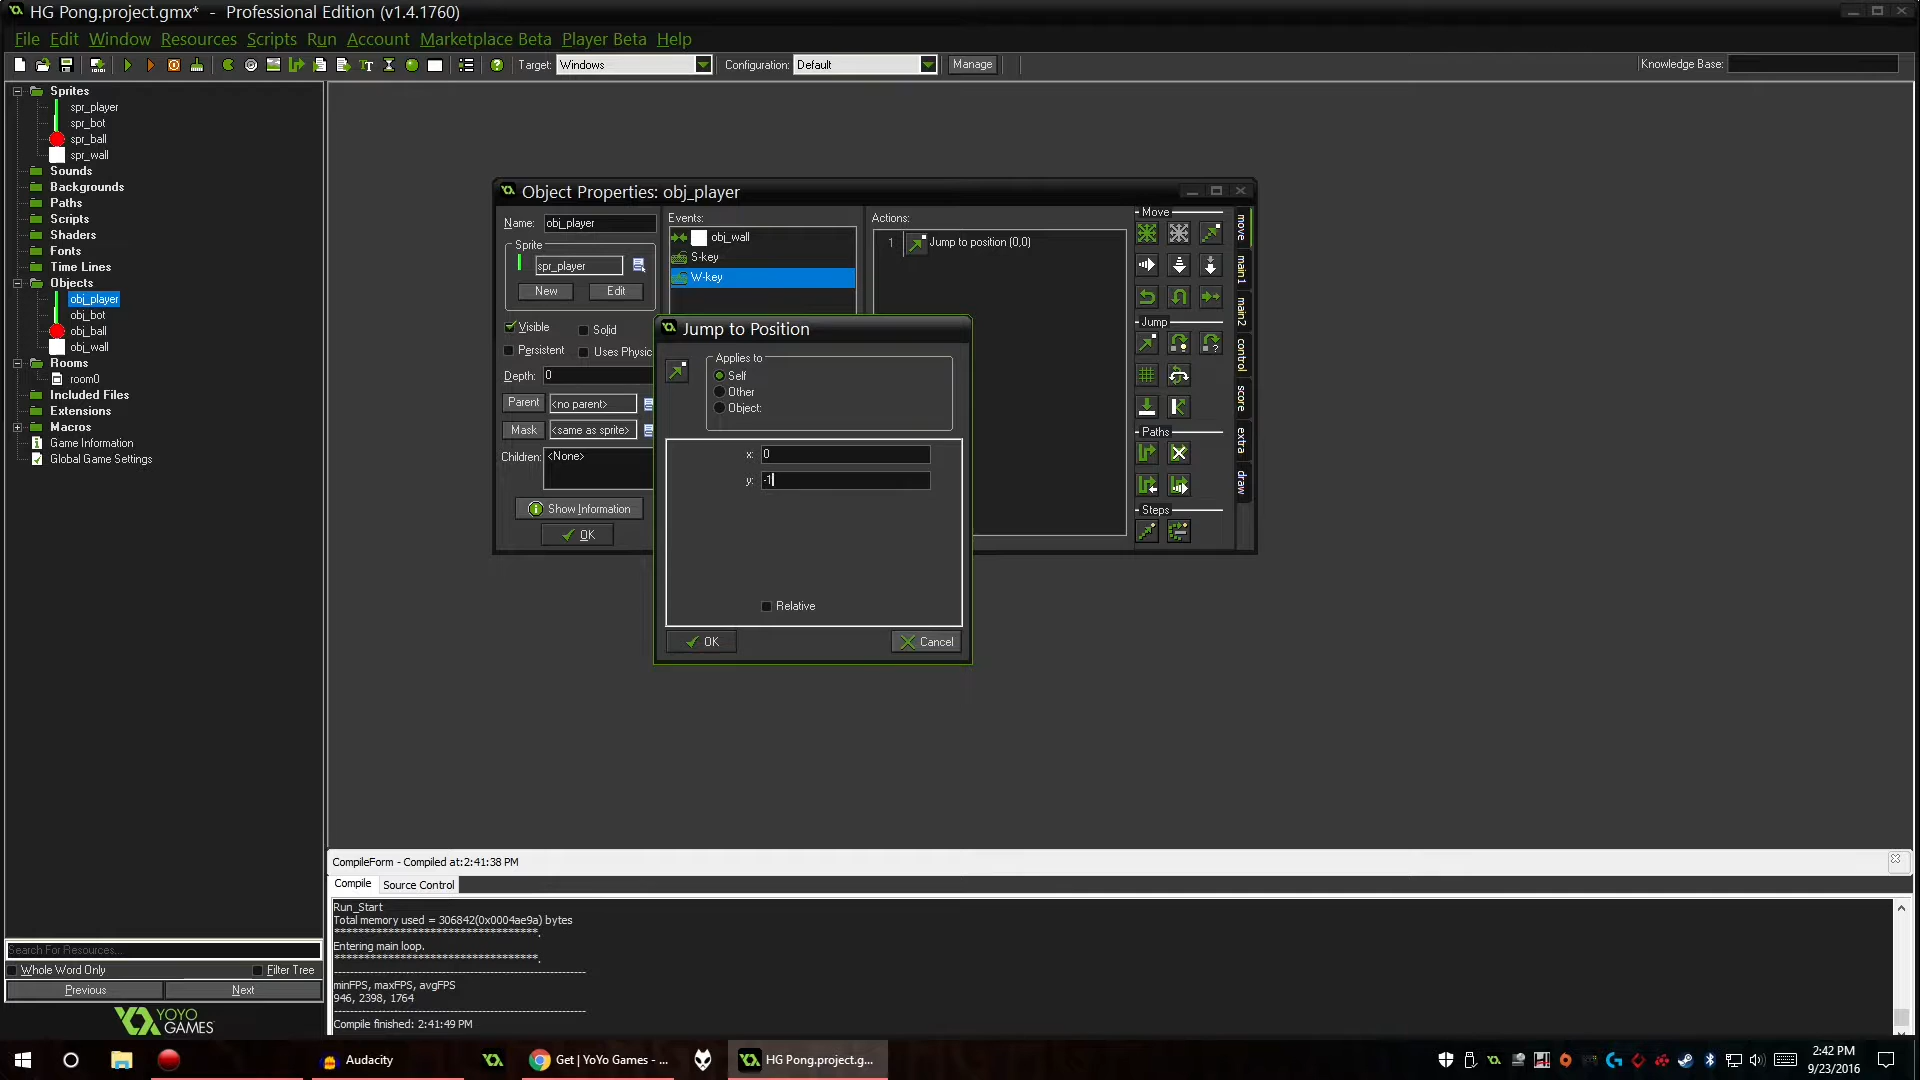 HG Pong.project.gmx* - Professional Edition (v1.4.1760)
File Edit Window Resources Scripts Run Account Marketplace Beta Player Beta Help
Target: Windows Configuration: Default Manage Knowledge Base:
Sprites
spr_player
spr_bot
spr_ball
spr_wall
Sounds
Backgrounds
Paths
Scripts
Shaders
Fonts
Time Lines
Objects
obj_player
obj_bot
obj_ball
obj_wall
Rooms
room0
Included Files
Extensions
Macros
Game Information
Global Game Settings
Search For Resources...
Whole Word Only Filter Tree
Previous Next
YOYO
GAMES
Object Properties: obj_player
Name: obj_player
Sprite
spr_player
New Edit
Visible Solid
Persistent Uses Physic
Depth: 0
Parent <no parent>
Mask <same as sprite>
Children: <None>
Show Information
OK
Events:
obj_wall
S-key
W-key
Actions:
1 Jump to position (0,0)
Move
Jump
Paths
Steps
move
main1
main2
control
score
extra
draw
Jump to Position
Applies to
Self
Other
Object:
x: 0
y: -1
Relative
OK Cancel
CompileForm - Compiled at:2:41:38 PM
Compile Source Control
Run_Start
Total memory used = 306842(0x0004ae9a) bytes
**********************************.
Entering main loop.
**********************************.
----------------------------------------------------------------
minFPS, maxFPS, avgFPS
946, 2398, 1764
----------------------------------------------------------------
Compile finished: 2:41:49 PM
Audacity
Get | YoYo Games - ...
HG Pong.project.g...
2:42 PM
9/23/2016